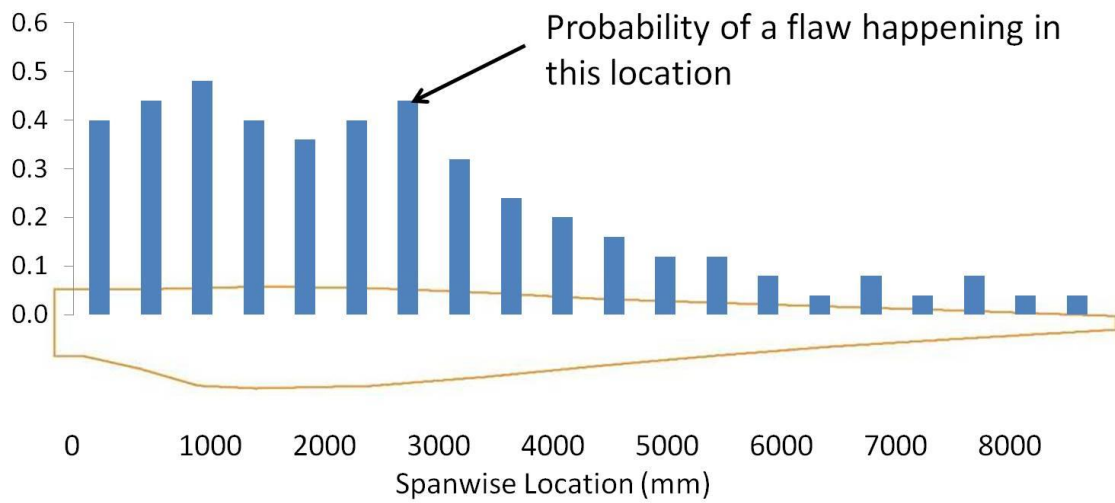 0.6
Probability of a flaw happening in
this location
0.5
0.4
0.3
0.2
0.1
0.0
0 1000 2000 3000 4000 5000 6000 7000 8000
Spanwise Location (mm)